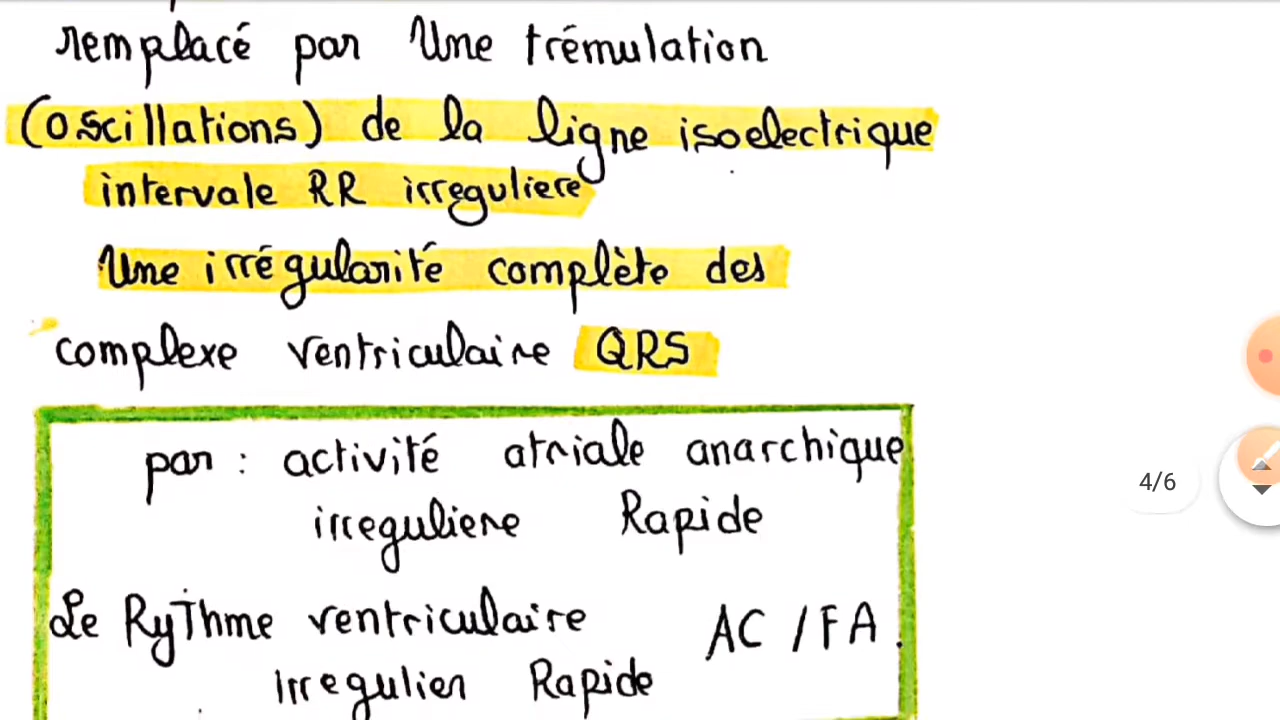 remplacé par Une trémulation
(oscillations) de la ligne isoelectrique
intervale RR irreguliere
Une irrégularité complète des
complexe ventriculaire QRS
par : activité atriale anarchique
irreguliere Rapide
4/6
Le Rythme ventriculaire AC/FA.
Irregulier Rapide